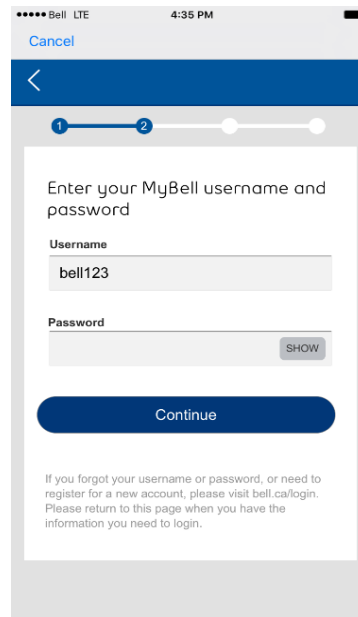 Bell LTE 4:35 PM
Cancel
1 2
Enter your MyBell username and
password
Username
bell123
Password
SHOW
Continue
If you forgot your username or password, or need to
register for a new account, please visit bell.ca/login.
Please return to this page when you have the
information you need to login.